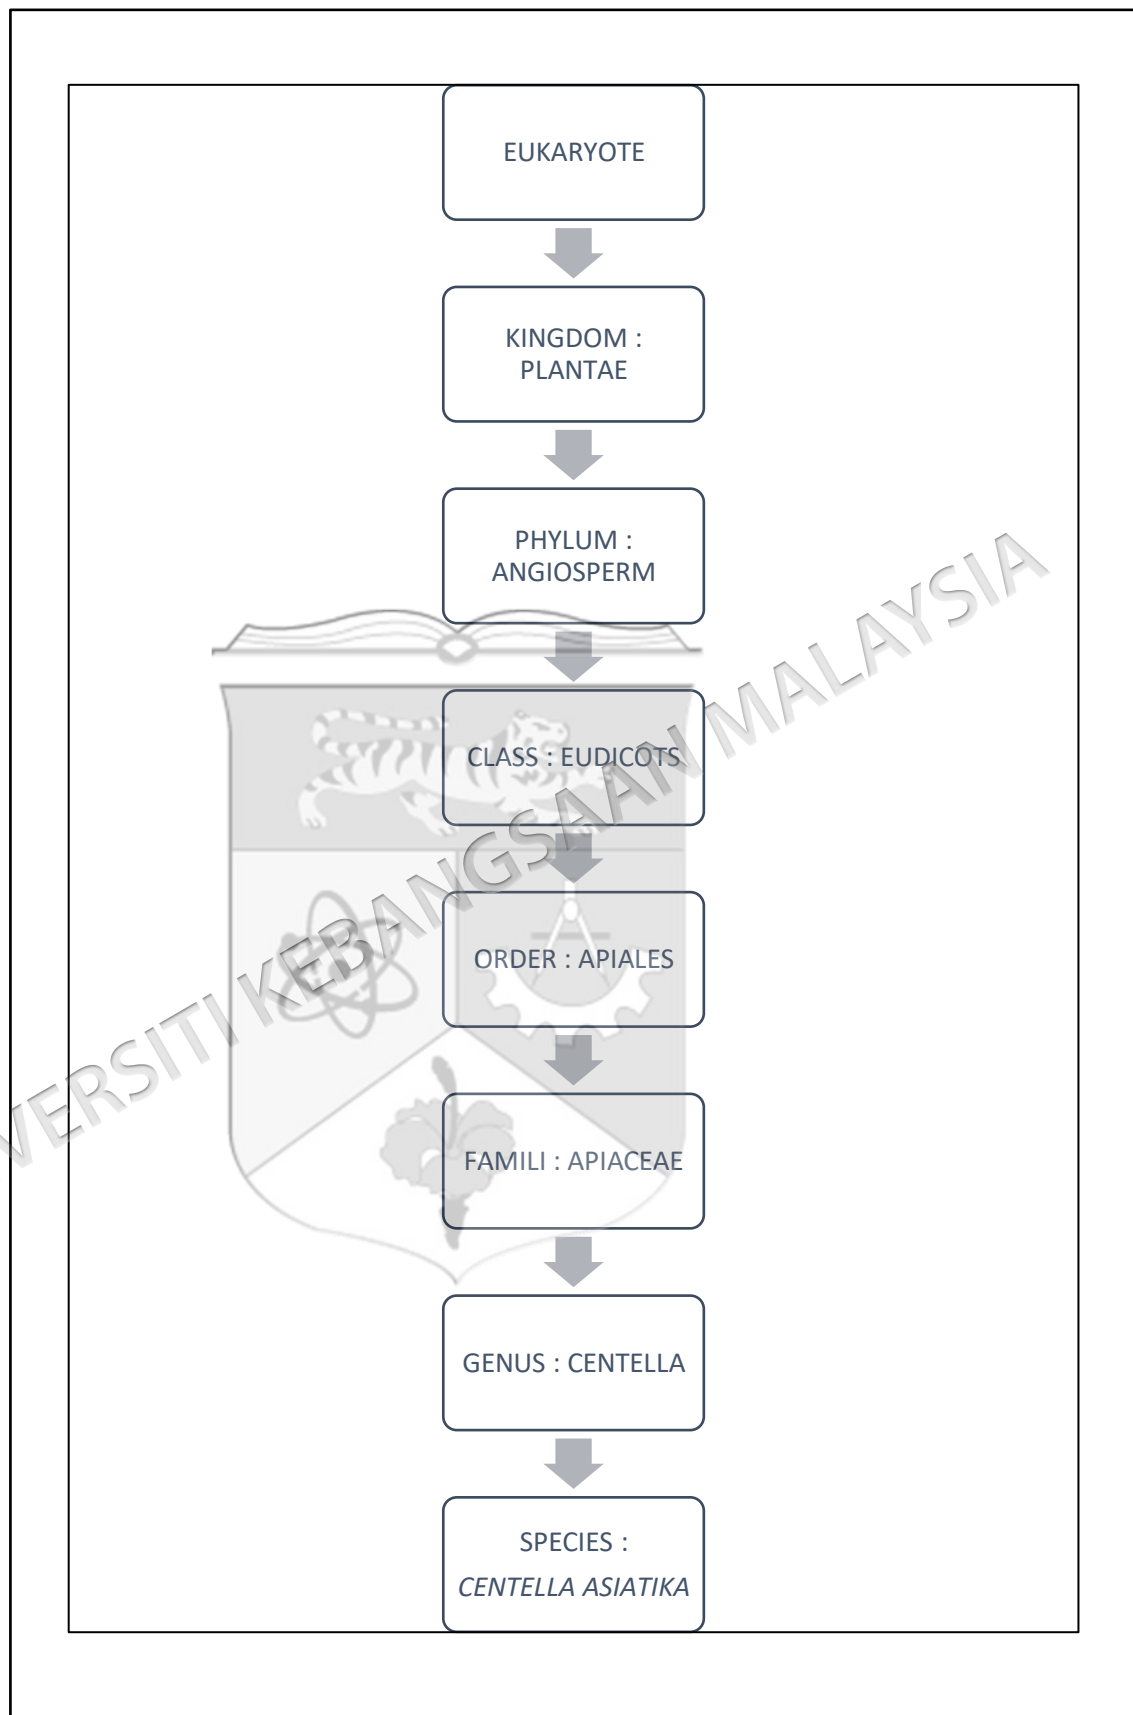 EUKARYOTE
KINGDOM :
PLANTAE
PHYLUM :
ANGIOSPERM
CLASS : EUDICOTS
ORDER : APIALES
FAMILI : APIACEAE
GENUS : CENTELLA
SPECIES :
CENTELLA ASIATIKA
VERSITI KEBANGSAAN MALAYSIA